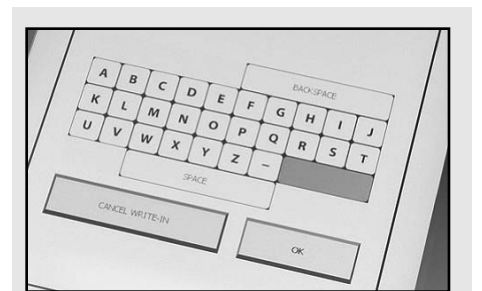 BACKSPACE
A B C D E F G H I J
K L M N O P Q R S T
U V W X Y Z –
SPACE
CANCEL WRITE-IN
OK